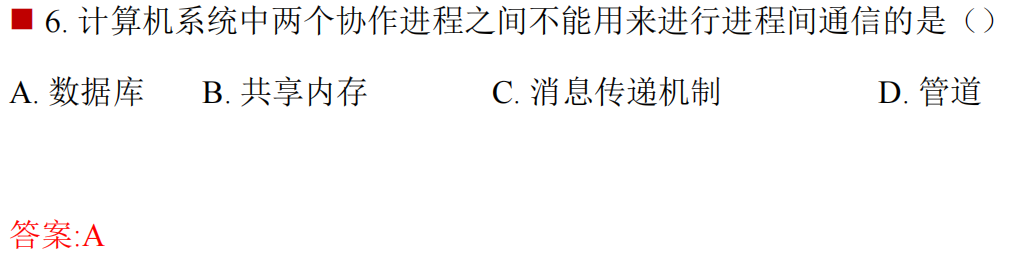 ■ 6. 计算机系统中两个协作进程之间不能用来进行进程间通信的是（）
A. 数据库 B. 共享内存 C. 消息传递机制 D. 管道
答案:A